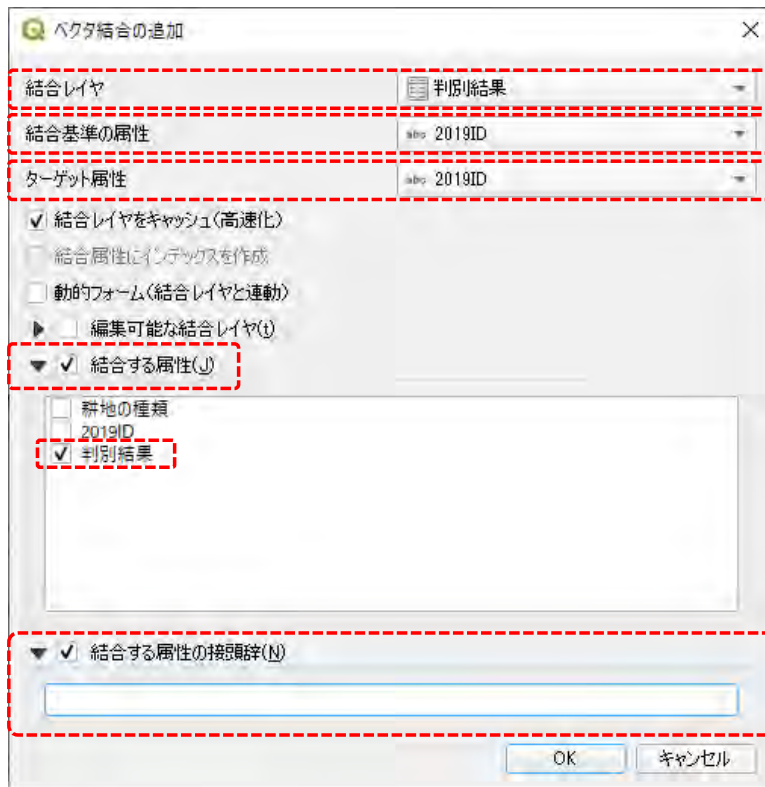 ベクタ結合の追加
結合レイヤ 判別結果
結合基準の属性 abc 2019ID
ターゲット属性 abc 2019ID
結合レイヤをキャッシュ(高速化)
結合属性にインデックスを作成
動的フォーム(結合レイヤと連動)
編集可能な結合レイヤ(t)
結合する属性(J)
耕地の種類
2019ID
判別結果
結合する属性の接頭辞(N)
OK キャンセル